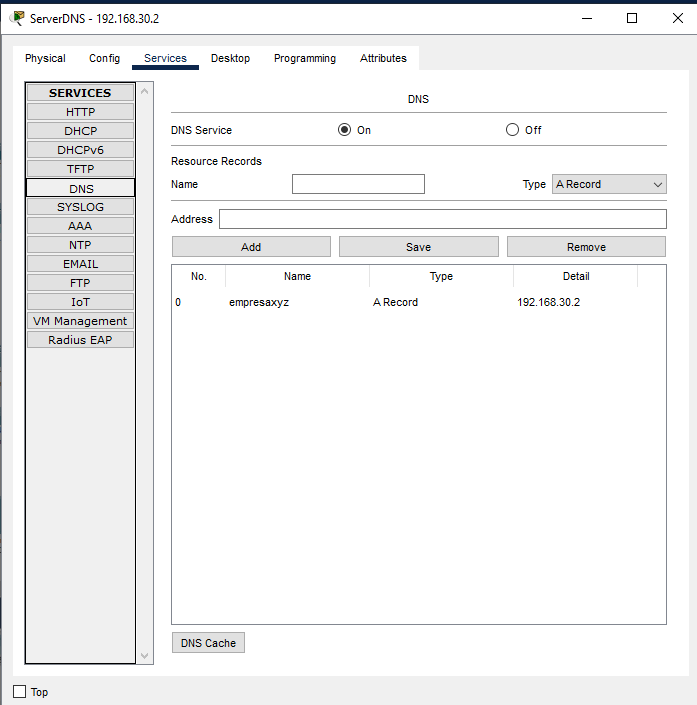 ServerDNS - 192.168.30.2
Physical Config Services Desktop Programming Attributes
SERVICES
HTTP
DHCP
DHCPv6
TFTP
DNS
SYSLOG
AAA
NTP
EMAIL
FTP
IoT
VM Management
Radius EAP
DNS
DNS Service On Off
Resource Records
Name Type A Record
Address
Add Save Remove
No. Name Type Detail
0 empresaxyz A Record 192.168.30.2
DNS Cache
Top